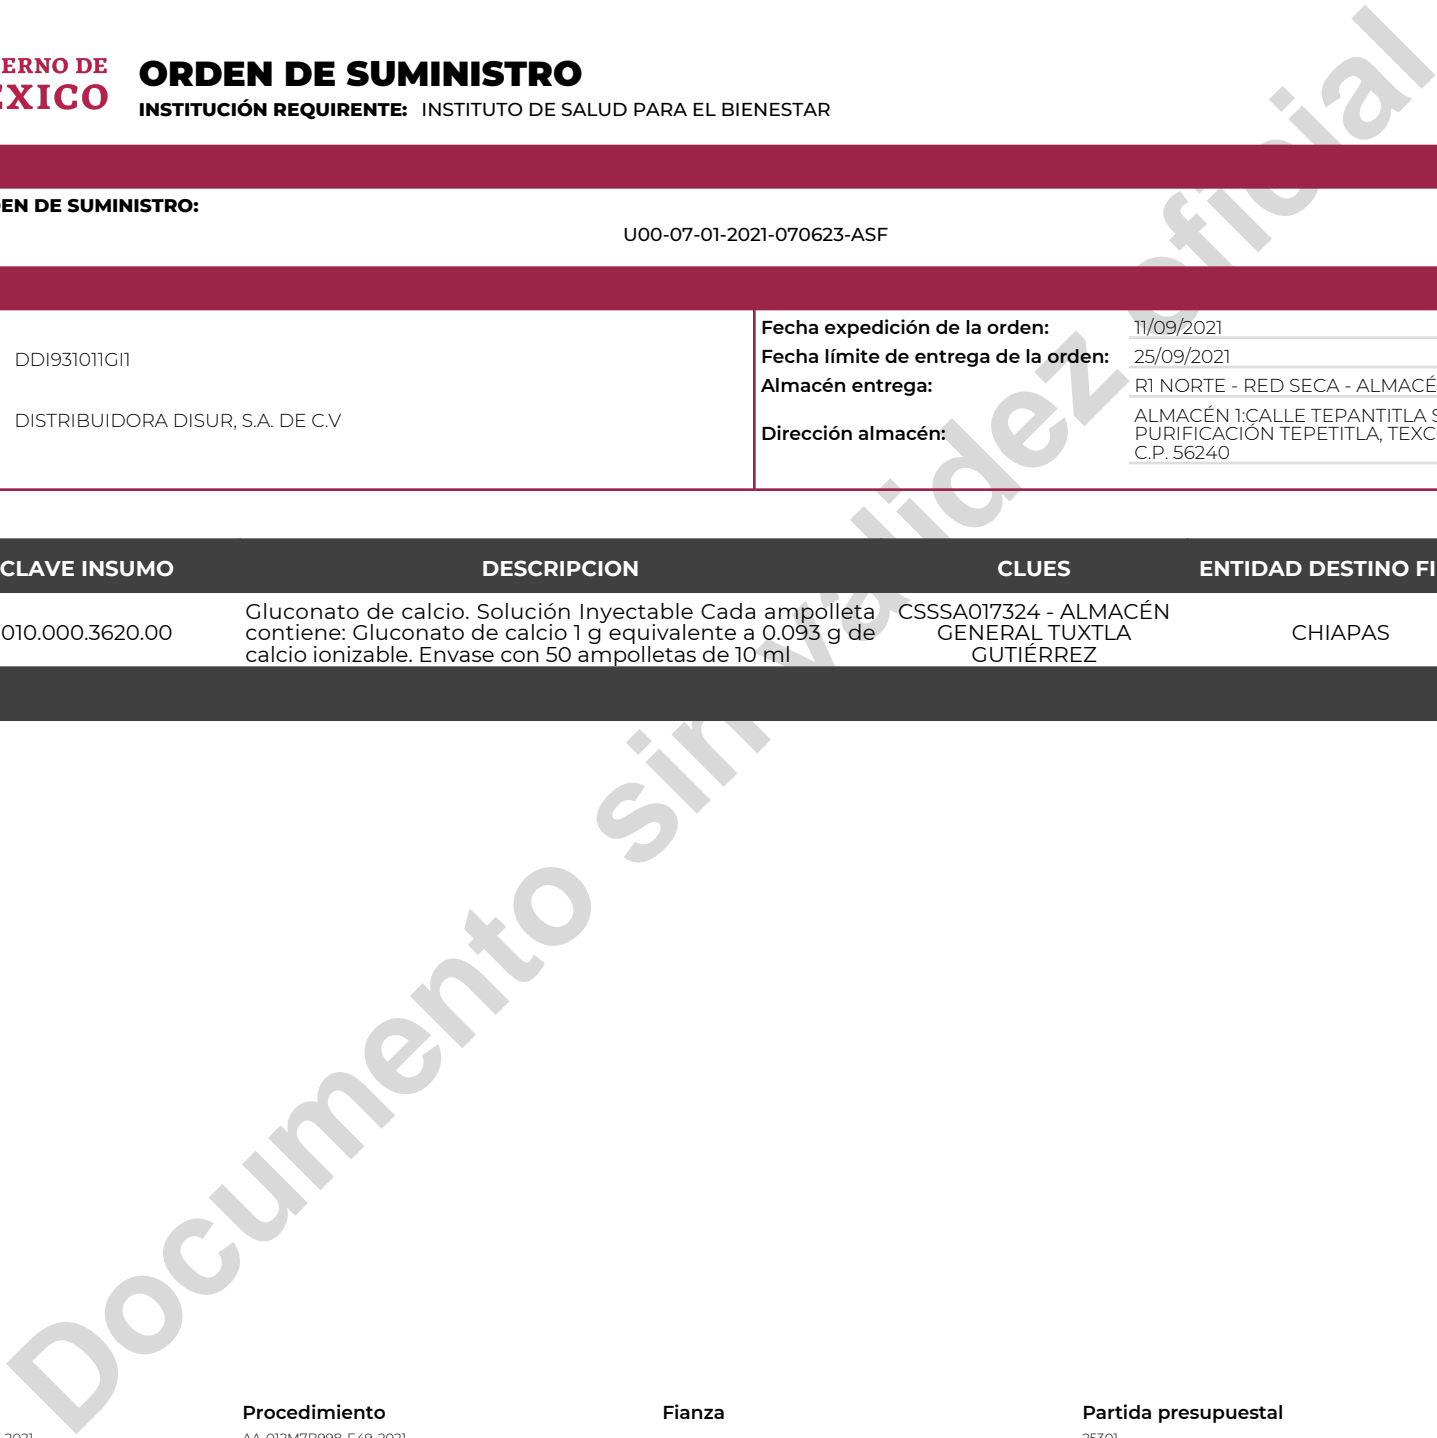 ERNO DE
ÉXICO
ORDEN DE SUMINISTRO
INSTITUCIÓN REQUIRENTE: INSTITUTO DE SALUD PARA EL BIENESTAR
EN DE SUMINISTRO:
U00-07-01-2021-070623-ASF
DDI931011GI1
DISTRIBUIDORA DISUR, S.A. DE C.V
Fecha expedición de la orden: 11/09/2021
Fecha límite de entrega de la orden: 25/09/2021
Almacén entrega: R1 NORTE - RED SECA - ALMACÉ
Dirección almacén:
ALMACÉN 1:CALLE TEPANTITLA S
PURIFICACIÓN TEPETITLA, TEXC
C.P. 56240
CLAVE INSUMO DESCRIPCION CLUES ENTIDAD DESTINO FI
010.000.3620.00
Gluconato de calcio. Solución Inyectable Cada ampolleta
contiene: Gluconato de calcio 1 g equivalente a 0.093 g de
calcio ionizable. Envase con 50 ampolletas de 10 ml
CSSSA017324 - ALMACÉN
GENERAL TUXTLA
GUTIÉRREZ
CHIAPAS
Documento sin validez oficial
Procedimiento Fianza Partida presupuestal